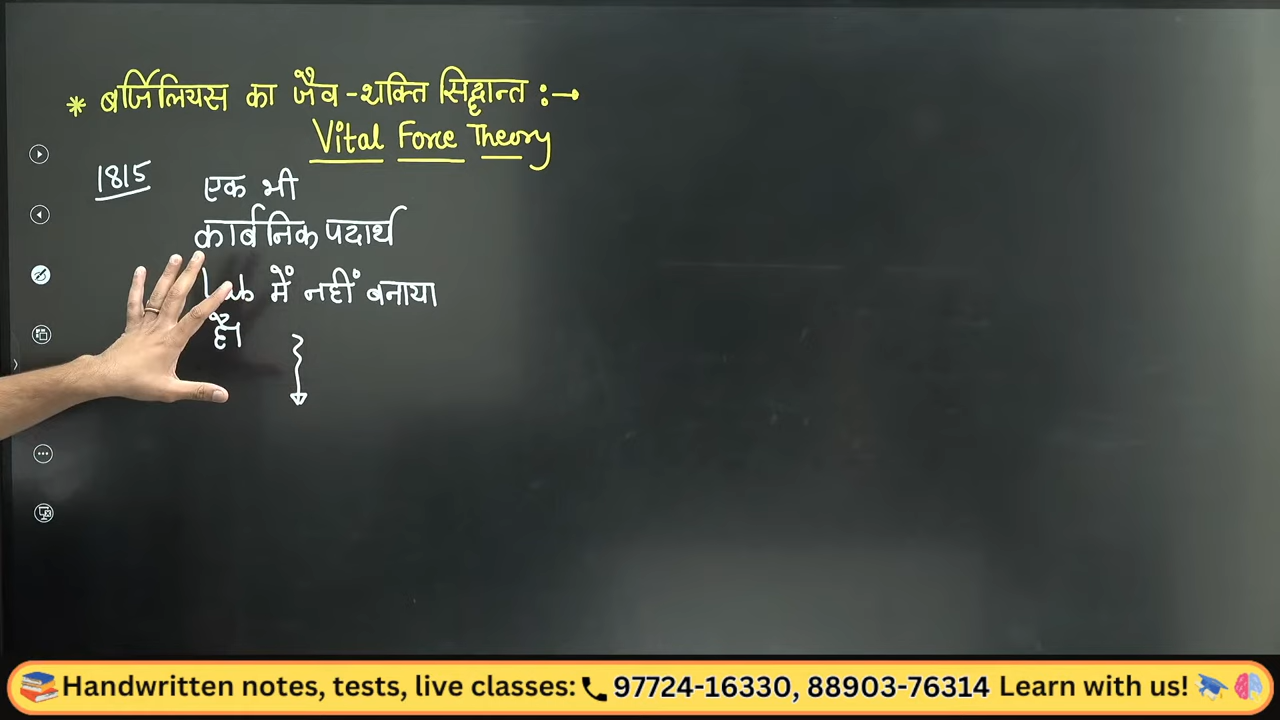 * बर्जिलियस का जैव-शक्ति सिद्धान्त :→
Vital Force Theory
1815
एक भी
कार्बनिक पदार्थ
Lab में नहीं बनाया
है।
Handwritten notes, tests, live classes: 97724-16330, 88903-76314 Learn with us!